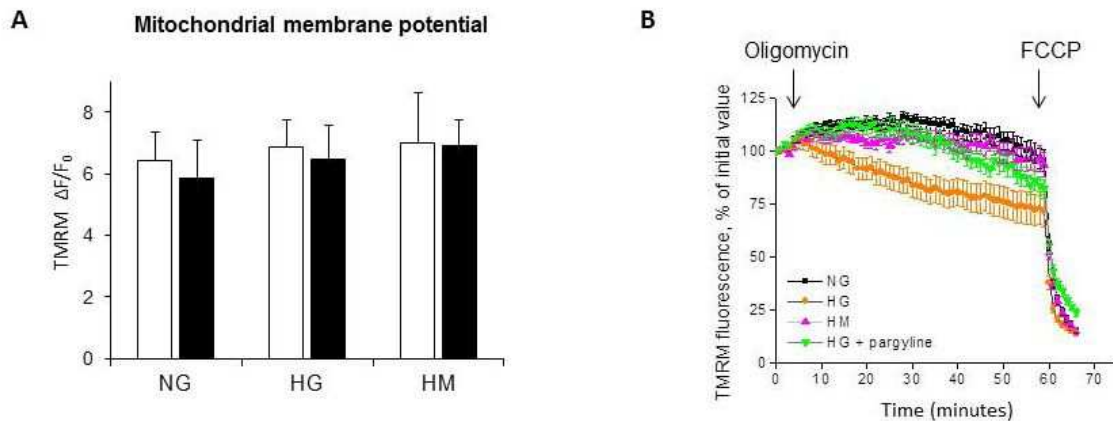 A
Mitochondrial membrane potential
TMRM ΔF/F0
8
6
4
2
0
NG
HG
HM
B
Oligomycin
FCCP
TMRM fluorescence, % of initial value
125
100
75
50
25
0
NG
HG
HM
HG + pargyline
0 10 20 30 40 50 60 70
Time (minutes)